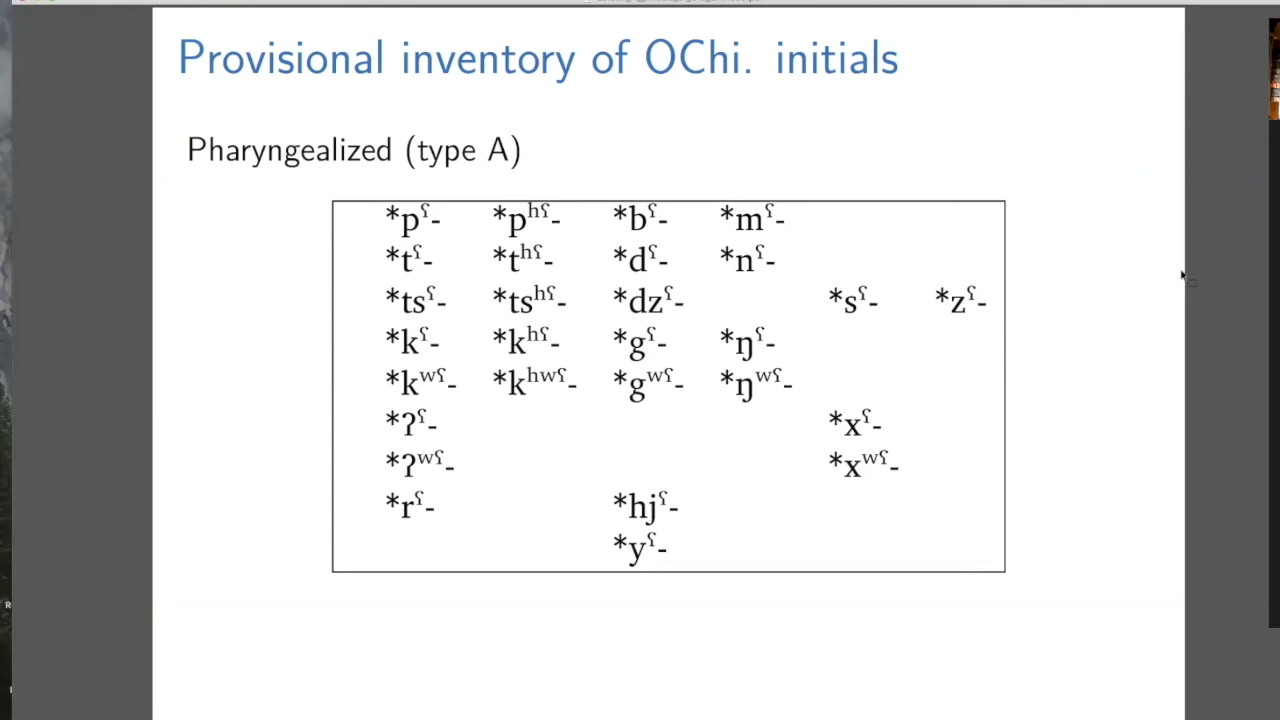 Provisional inventory of OChi. initials
Pharyngealized (type A)
*pˤ- *pʰˤ- *bˤ- *mˤ-
*tˤ- *tʰˤ- *dˤ- *nˤ-
*tsˤ- *tsʰˤ- *dzˤ- *sˤ- *zˤ-
*kˤ- *kʰˤ- *gˤ- *ŋˤ-
*kʷˤ- *kʰʷˤ- *gʷˤ- *ŋʷˤ-
*ʔˤ- *xˤ-
*ʔʷˤ- *xʷˤ-
*rˤ- *hjˤ-
*yˤ-